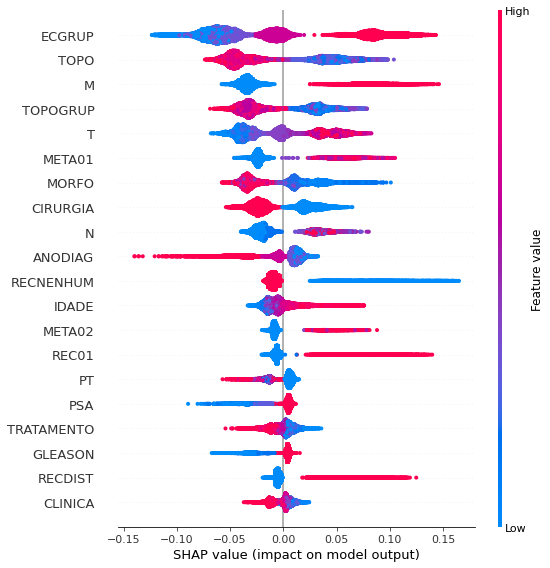 High
ECGRUP
TOPO
M
TOPOGRUP
T
META01
MORFO
CIRURGIA
N
ANODIAG
RECNENHUM
IDADE
META02
REC01
PT
PSA
TRATAMENTO
GLEASON
RECDIST
CLINICA
Feature value
Low
−0.15 −0.10 −0.05 0.00 0.05 0.10 0.15
SHAP value (impact on model output)